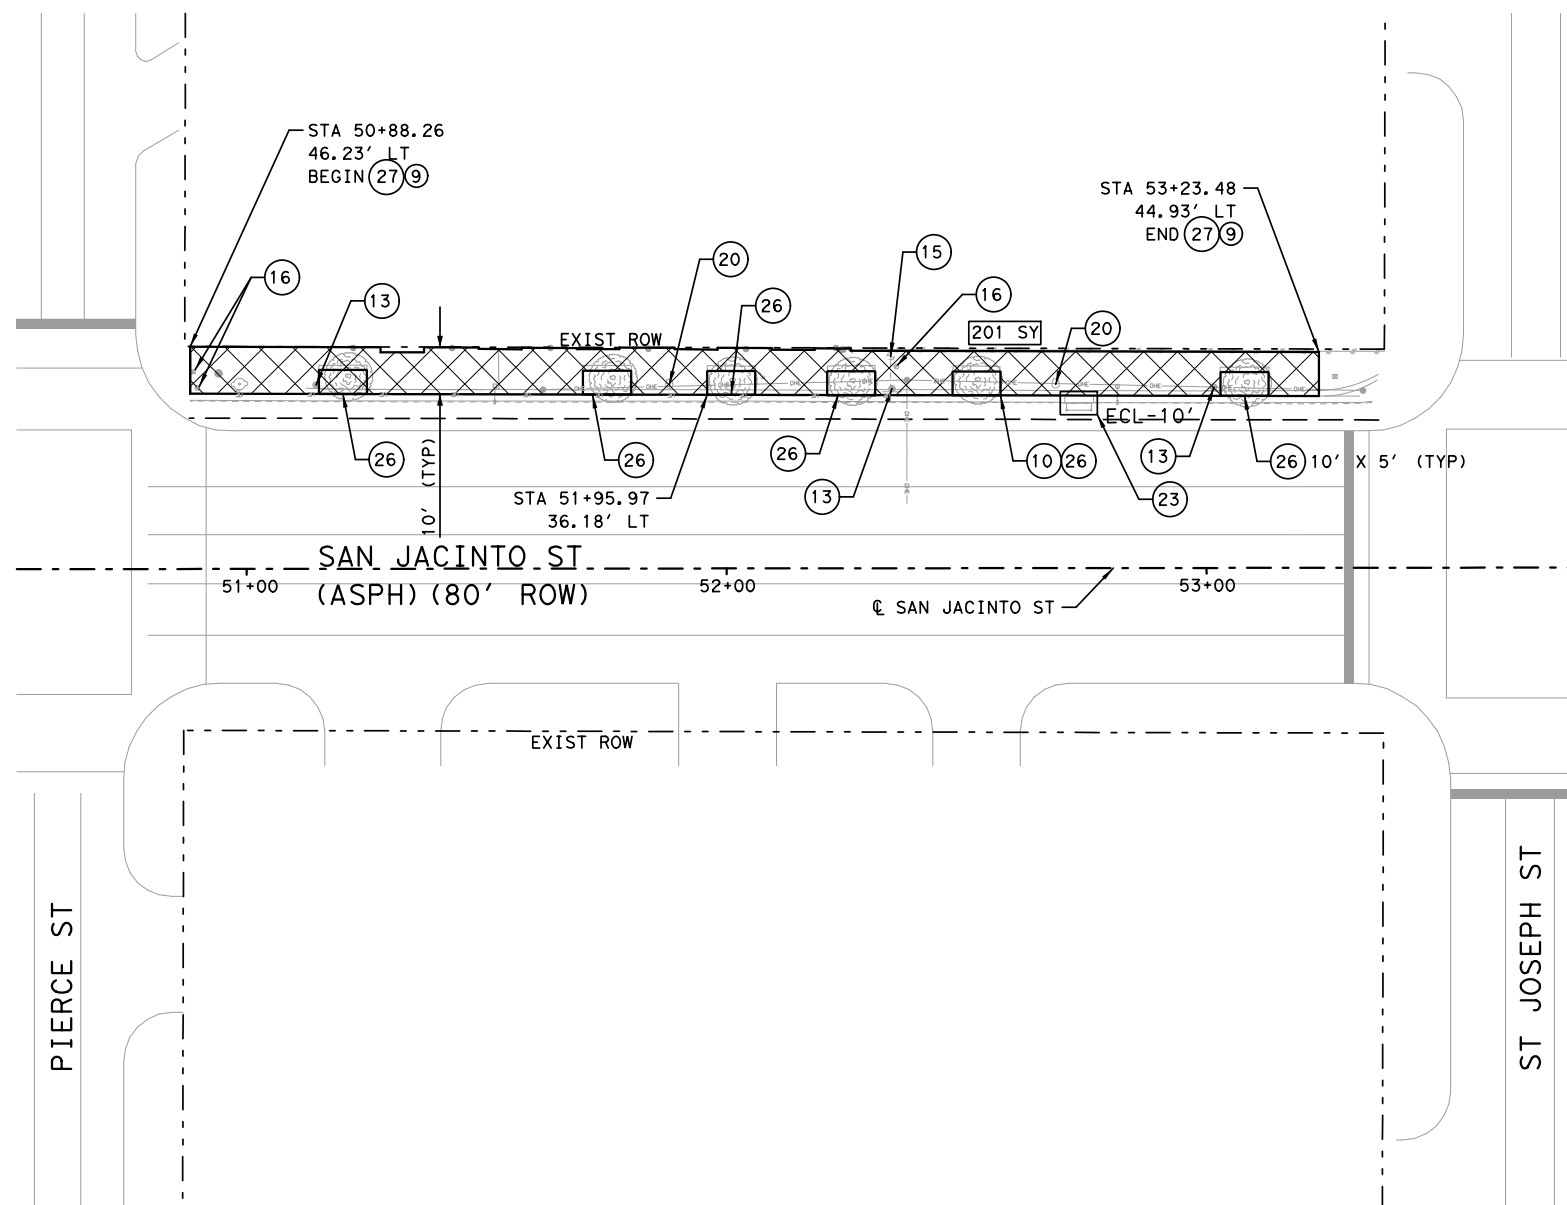 STA 50+88.26
46.23' LT
BEGIN 27 9
STA 53+23.48
44.93' LT
END 27 9
16
13
20
26
15
16
201 SY
20
EXIST ROW
ECL-10'
26
26
26
10 26
13
26 10' X 5' (TYP)
13
23
10' (TYP)
STA 51+95.97
36.18' LT
SAN JACINTO ST
(ASPH) (80' ROW)
51+00
52+00
53+00
℄ SAN JACINTO ST
EXIST ROW
PIERCE ST
ST JOSEPH ST